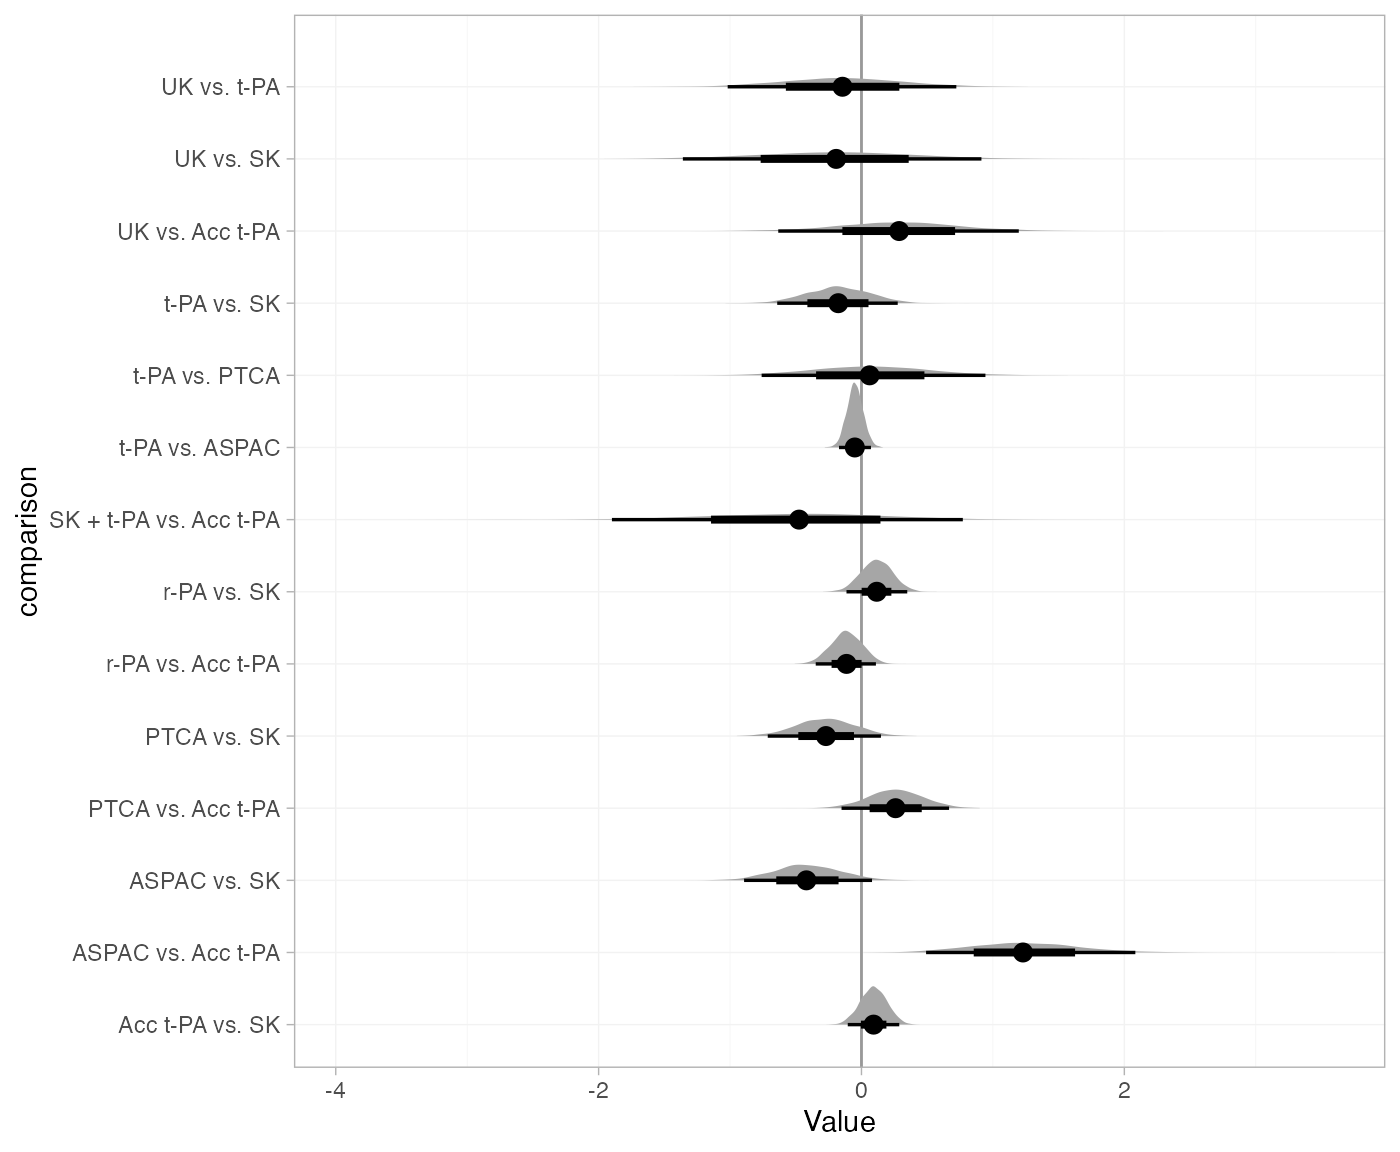 UK vs. t-PA
UK vs. SK
UK vs. Acc t-PA
t-PA vs. SK
t-PA vs. PTCA
t-PA vs. ASPAC
SK + t-PA vs. Acc t-PA
r-PA vs. SK
r-PA vs. Acc t-PA
PTCA vs. SK
PTCA vs. Acc t-PA
ASPAC vs. SK
ASPAC vs. Acc t-PA
Acc t-PA vs. SK
comparison
-4 -2 0 2
Value